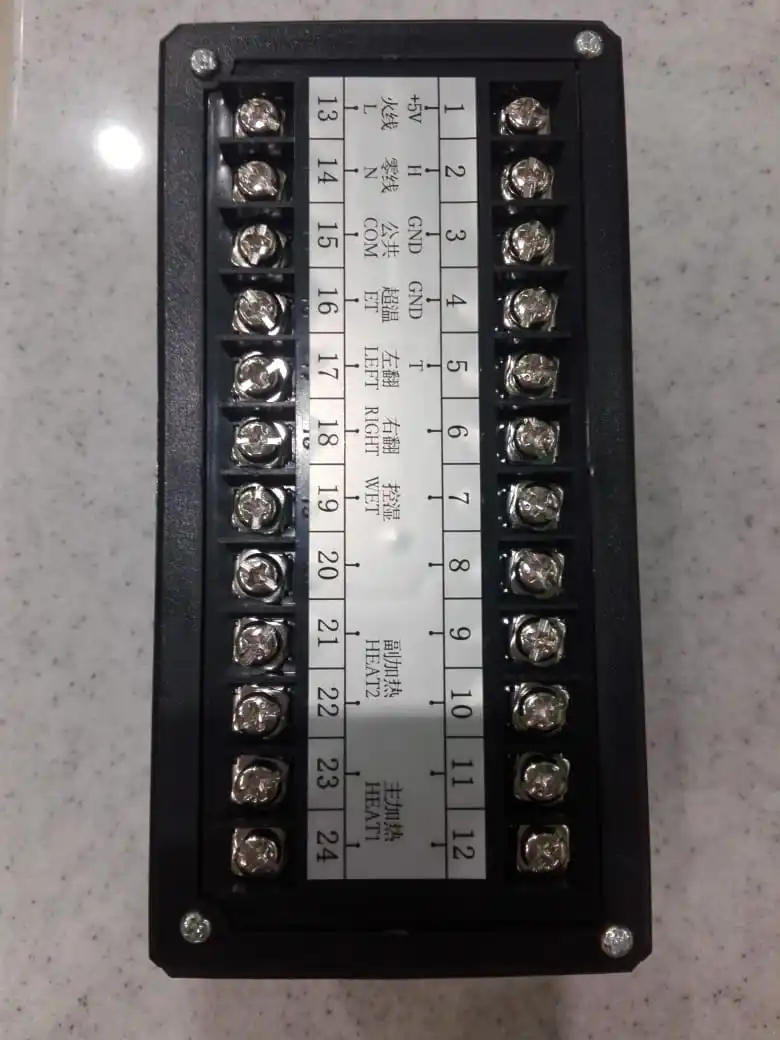 1 2 3 4 5 6 7 8 9 10 11 12
+5V H GND GND T
火线 零线 公共 超温 左翻 右翻 控湿 副加热 主加热
L N COM ET LEFT RIGHT WET HEAT2 HEAT1
13 14 15 16 17 18 19 20 21 22 23 24